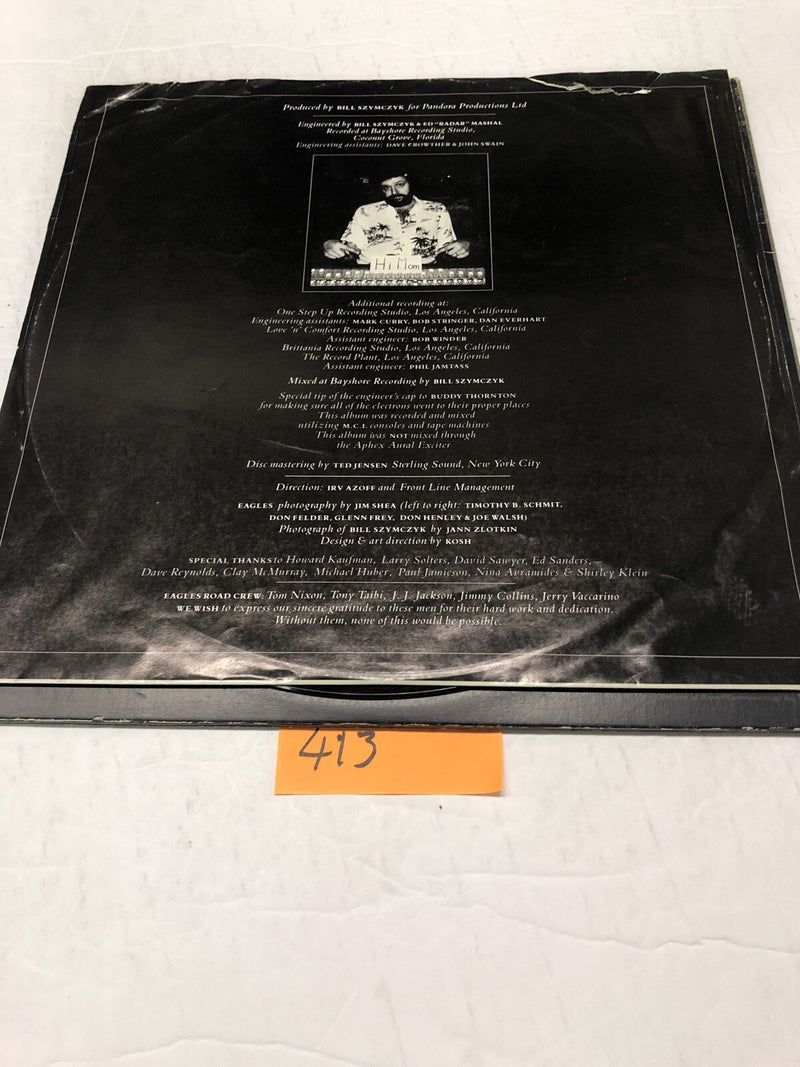 Produced by BILL SZYMCZYK for Pandora Productions Ltd
Engineered by BILL SZYMCZYK & ED "RADAR" MASHAL
Recorded at Bayshore Recording Studio,
Coconut Grove, Florida
Engineering assistants: DAVE CROWTHER & JOHN SWAIN
Hi Mom
Additional recording at:
One Step Up Recording Studio, Los Angeles, California
Engineering assistants: MARK CURRY, BOB STRINGER, DAN EVERHART
Love 'n' Comfort Recording Studio, Los Angeles, California
Assistant engineer: BOB WINDER
Brittania Recording Studio, Los Angeles, California
The Record Plant, Los Angeles, California
Assistant engineer: PHIL JAMTASS
Mixed at Bayshore Recording by BILL SZYMCZYK
Special tip of the engineer's cap to BUDDY THORNTON
for making sure all of the electrons went to their proper places
This album was recorded and mixed
utilizing M.C.I. consoles and tape machines
This album was NOT mixed through
the Aphex Aural Exciter
Disc mastering by TED JENSEN Sterling Sound, New York City
Direction: IRV AZOFF and Front Line Management
EAGLES photography by JIM SHEA (left to right: TIMOTHY B. SCHMIT,
DON FELDER, GLENN FREY, DON HENLEY & JOE WALSH)
Photograph of BILL SZYMCZYK by JANN ZLOTKIN
Design & art direction by KOSH
SPECIAL THANKS to Howard Kaufman, Larry Solters, David Sawyer, Ed Sanders,
Dave Reynolds, Clay McMurray, Michael Huber, Paul Jamieson, Nina Avramides & Shirley Klein
EAGLES ROAD CREW: Tom Nixon, Tony Taibi, J. J. Jackson, Jimmy Collins, Jerry Vaccarino
WE WISH to express our sincere gratitude to these men for their hard work and dedication.
Without them, none of this would be possible.
413